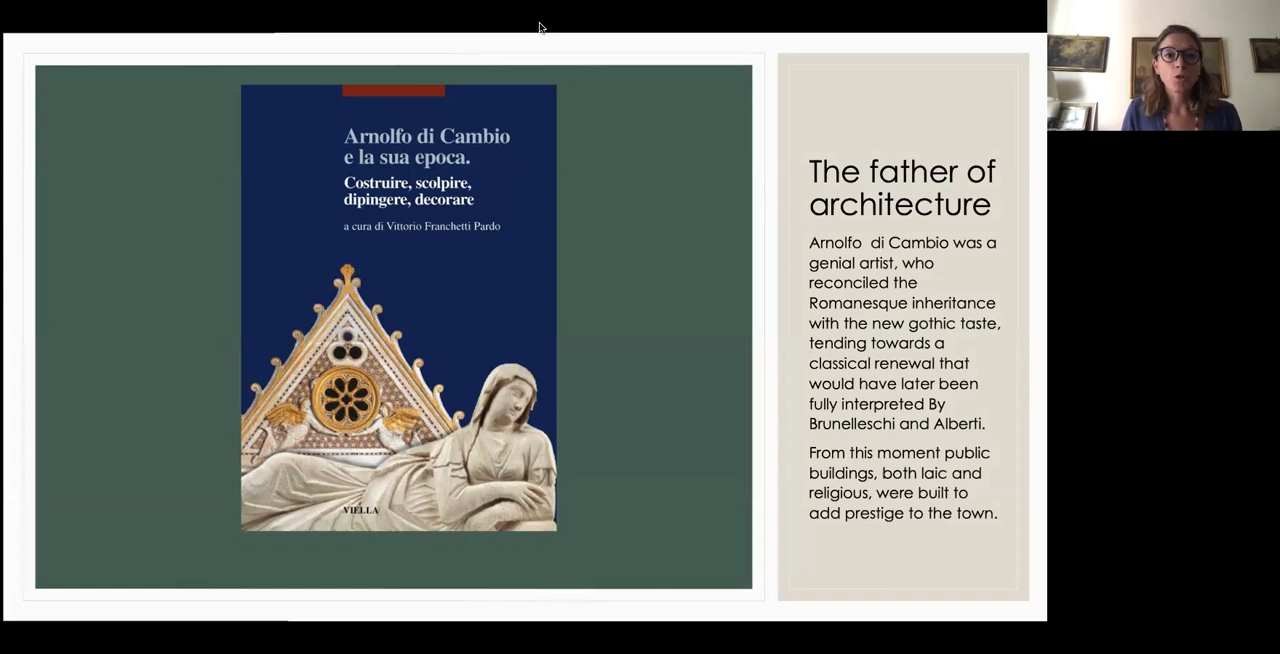 Arnolfo di Cambio
e la sua epoca.
Costruire, scolpire,
dipingere, decorare
a cura di Vittorio Franchetti Pardo
VIELLA
The father of
architecture
Arnolfo  di Cambio was a
genial artist, who
reconciled the
Romanesque inheritance
with the new gothic taste,
tending towards a
classical renewal that
would have later been
fully interpreted By
Brunelleschi and Alberti.
From this moment public
buildings, both laic and
religious, were built to
add prestige to the town.